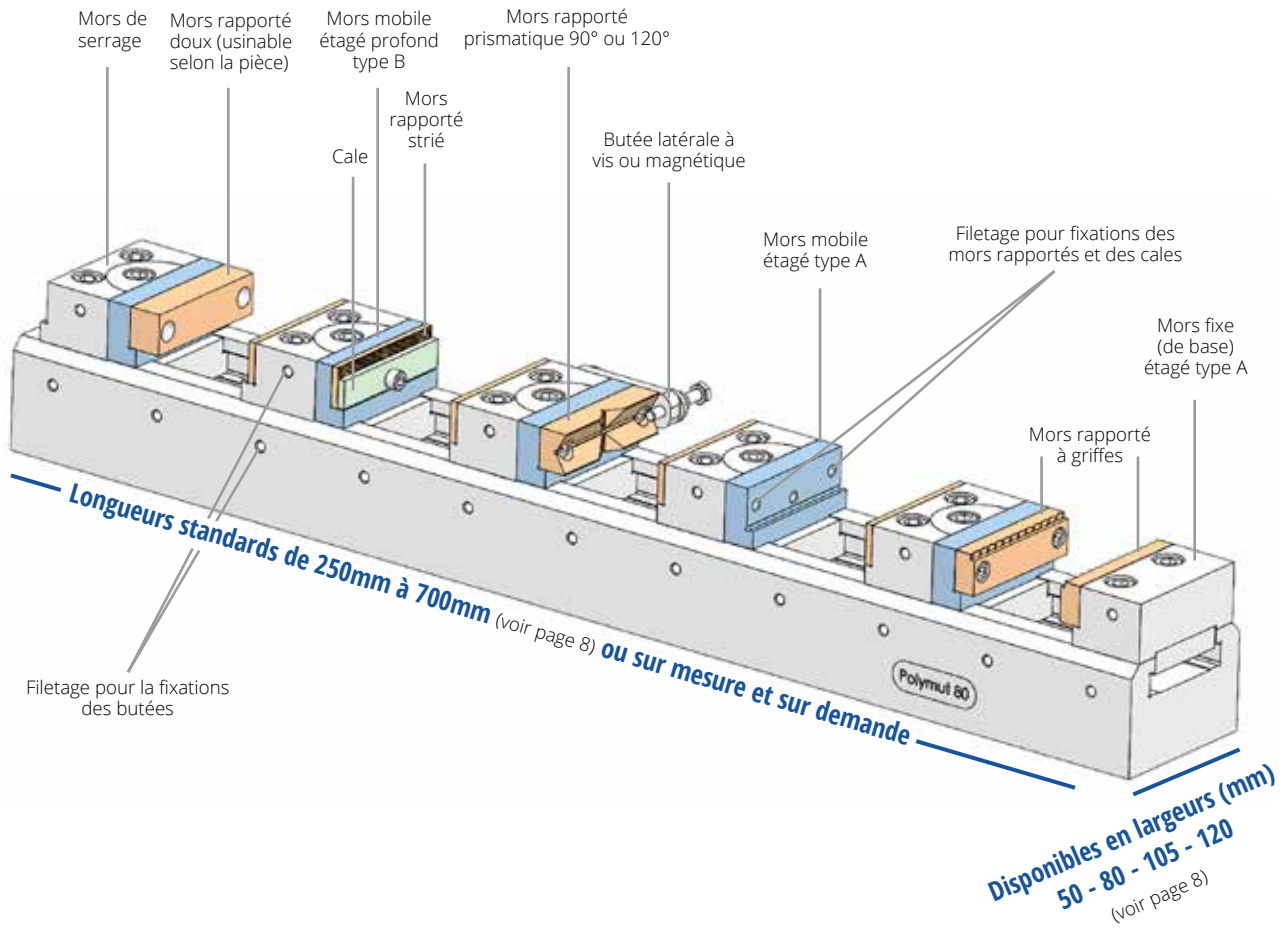 Mors de
serrage
Mors rapporté
doux (usinable
selon la pièce)
Mors mobile
étagé profond
type B
Mors rapporté
prismatique 90° ou 120°
Mors
rapporté
strié
Cale
Butée latérale à
vis ou magnétique
Mors mobile
étagé type A
Filetage pour fixations des
mors rapportés et des cales
Mors fixe
(de base)
étagé type A
Mors rapporté
à griffes
Longueurs standards de 250mm à 700mm (voir page 8) ou sur mesure et sur demande
Polymut 80
Filetage pour la fixations
des butées
Disponibles en largeurs (mm)
50 - 80 - 105 - 120
(voir page 8)